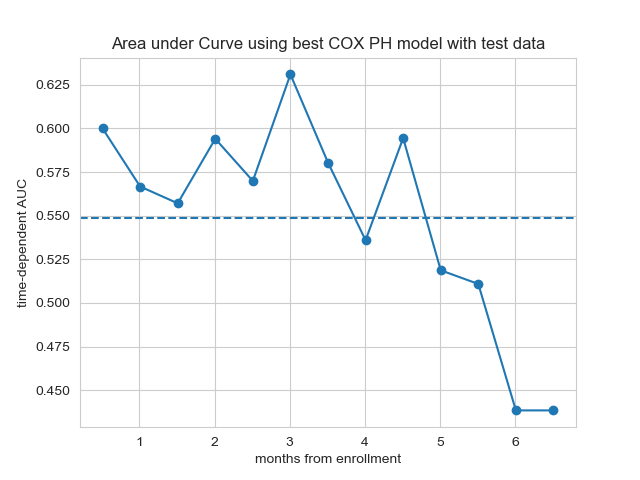 Area under Curve using best COX PH model with test data
time-dependent AUC
0.625
0.600
0.575
0.550
0.525
0.500
0.475
0.450
1 2 3 4 5 6
months from enrollment